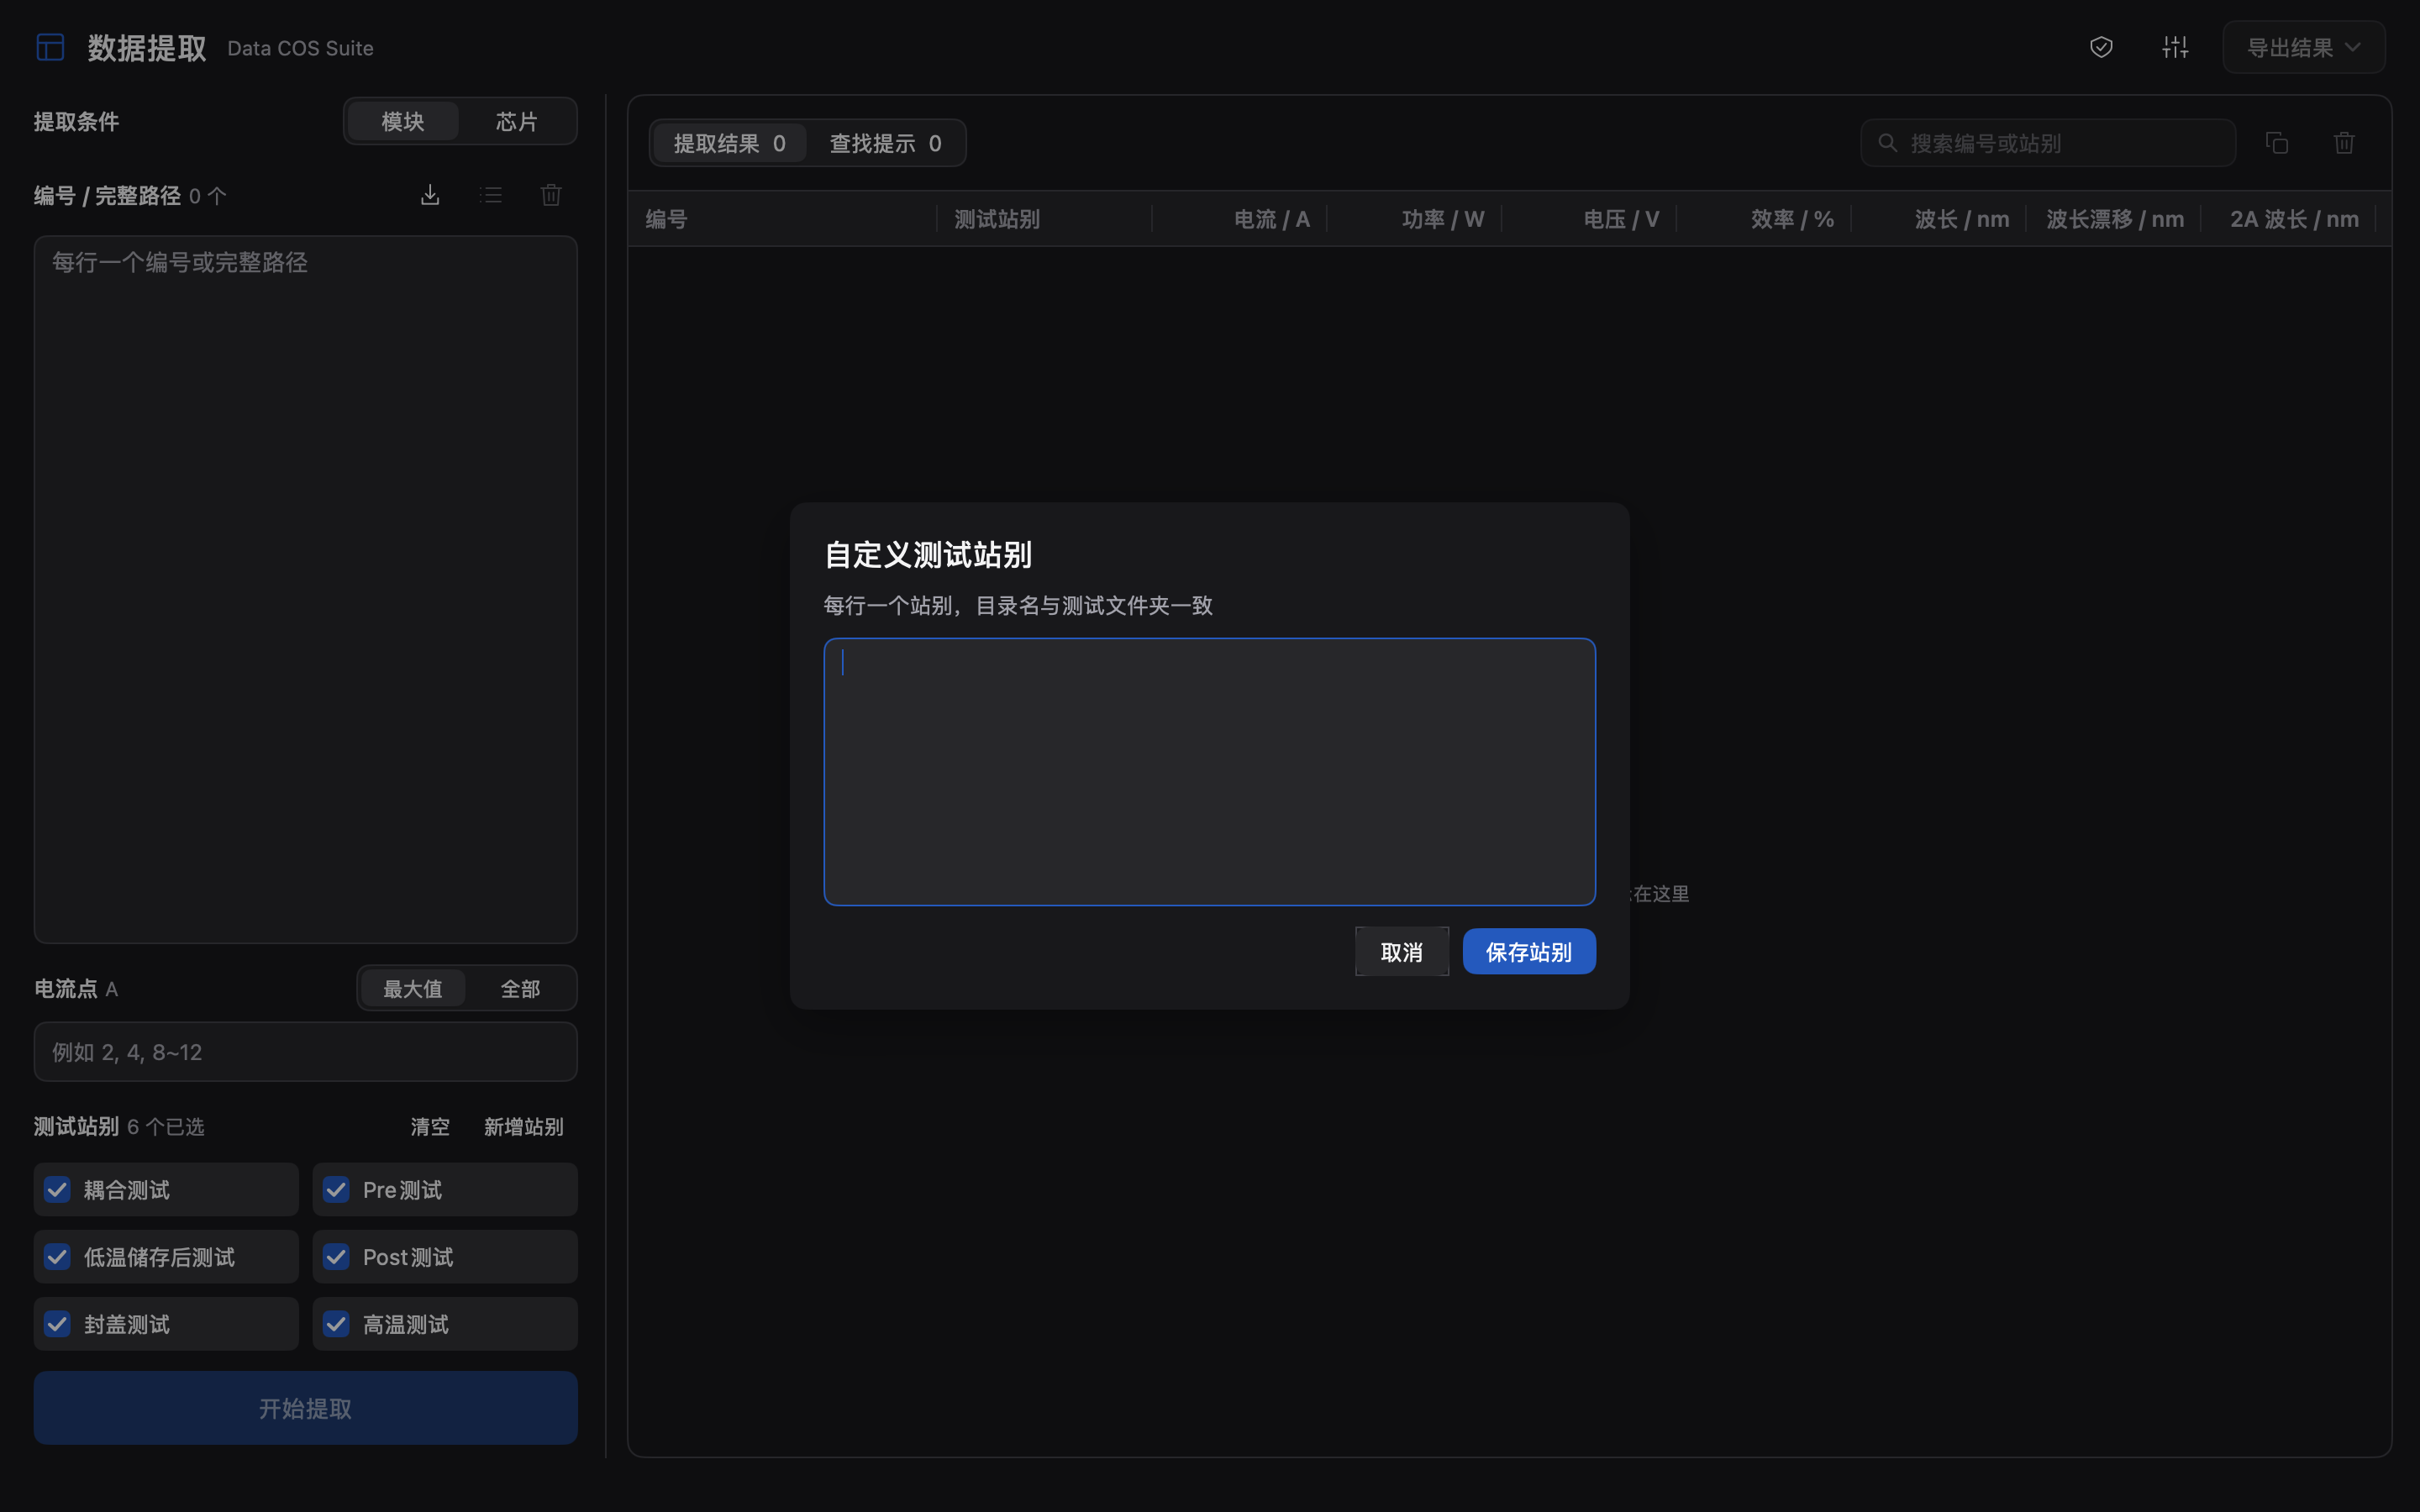 数据提取 Data COS Suite
导出结果
提取条件
模块 芯片
编号 / 完整路径 0 个
每行一个编号或完整路径
提取结果 0 查找提示 0
搜索编号或站别
编号 测试站别 电流 / A 功率 / W 电压 / V 效率 / % 波长 / nm 波长漂移 / nm 2A 波长 / nm
自定义测试站别
每行一个站别，目录名与测试文件夹一致
在这里
取消 保存站别
电流点 A
最大值 全部
例如 2, 4, 8~12
测试站别 6 个已选
清空 新增站别
耦合测试 Pre测试
低温储存后测试 Post测试
封盖测试 高温测试
开始提取